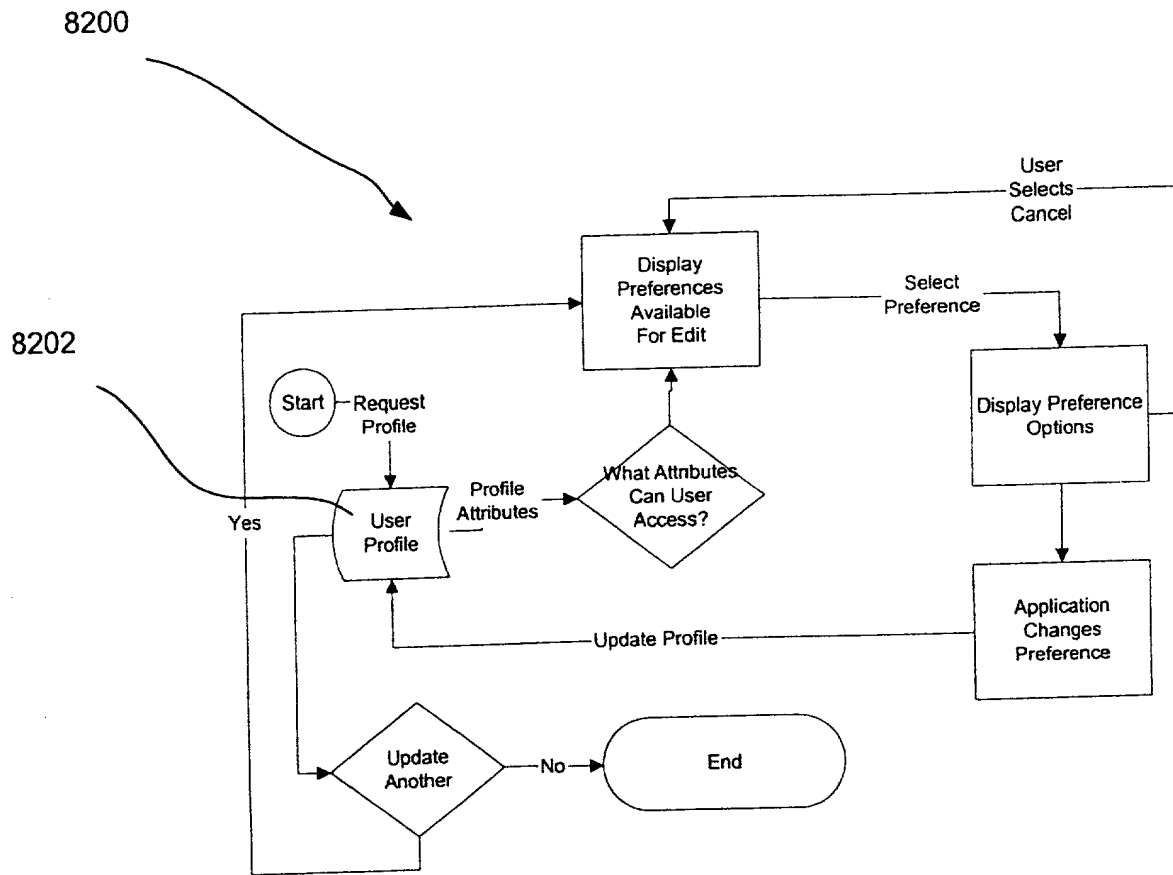 8200
User
Selects
Cancel
Display
Preferences
Available
For Edit
Select
Preference
8202
Start
Request
Profile
Display Preference
Options
What Attributes
Can User
Access?
Profile
Attributes
User
Profile
Yes
Application
Changes
Preference
Update Profile
Update
Another
No
End